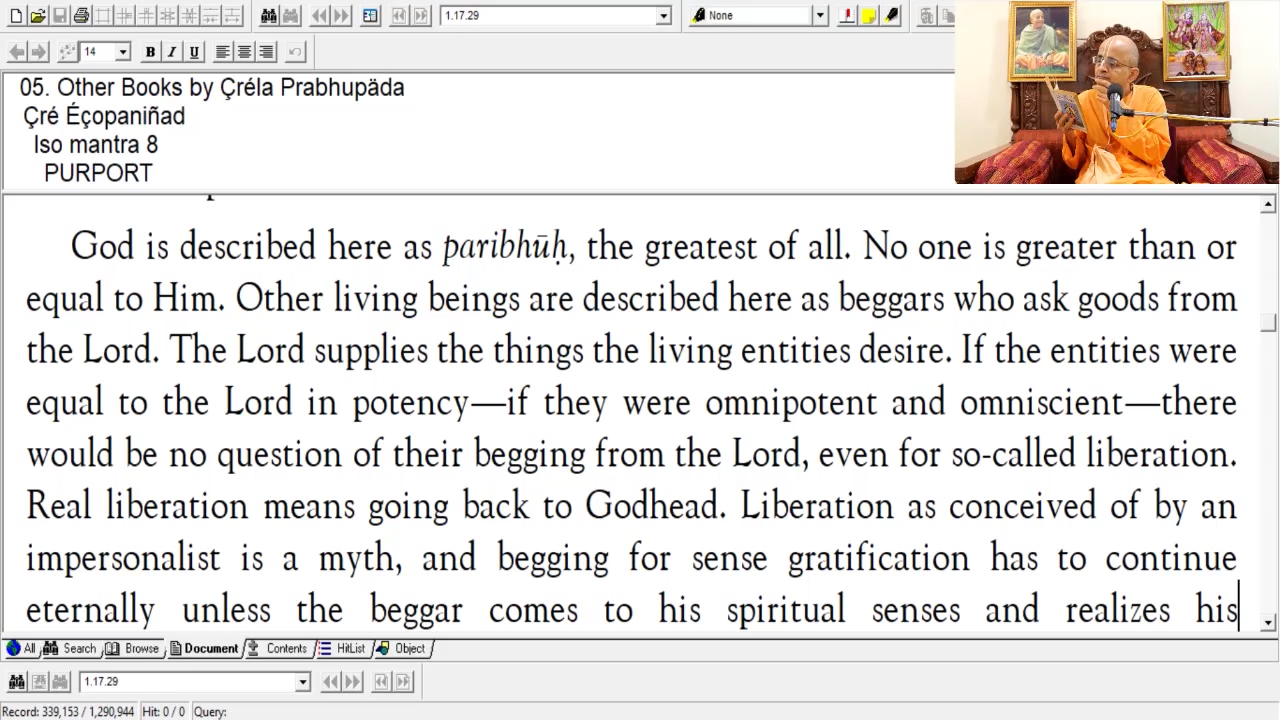 1.17.29
None
14
B I U
05. Other Books by Çréla Prabhupäda
Çré Éçopaniñad
Iso mantra 8
PURPORT
God is described here as paribhūḥ, the greatest of all. No one is greater than or
equal to Him. Other living beings are described here as beggars who ask goods from
the Lord. The Lord supplies the things the living entities desire. If the entities were
equal to the Lord in potency—if they were omnipotent and omniscient—there
would be no question of their begging from the Lord, even for so-called liberation.
Real liberation means going back to Godhead. Liberation as conceived of by an
impersonalist is a myth, and begging for sense gratification has to continue
eternally unless the beggar comes to his spiritual senses and realizes his
All Search Browse Document Contents HitList Object
1.17.29
Record: 339,153 / 1,290,944 Hit: 0 / 0 Query: